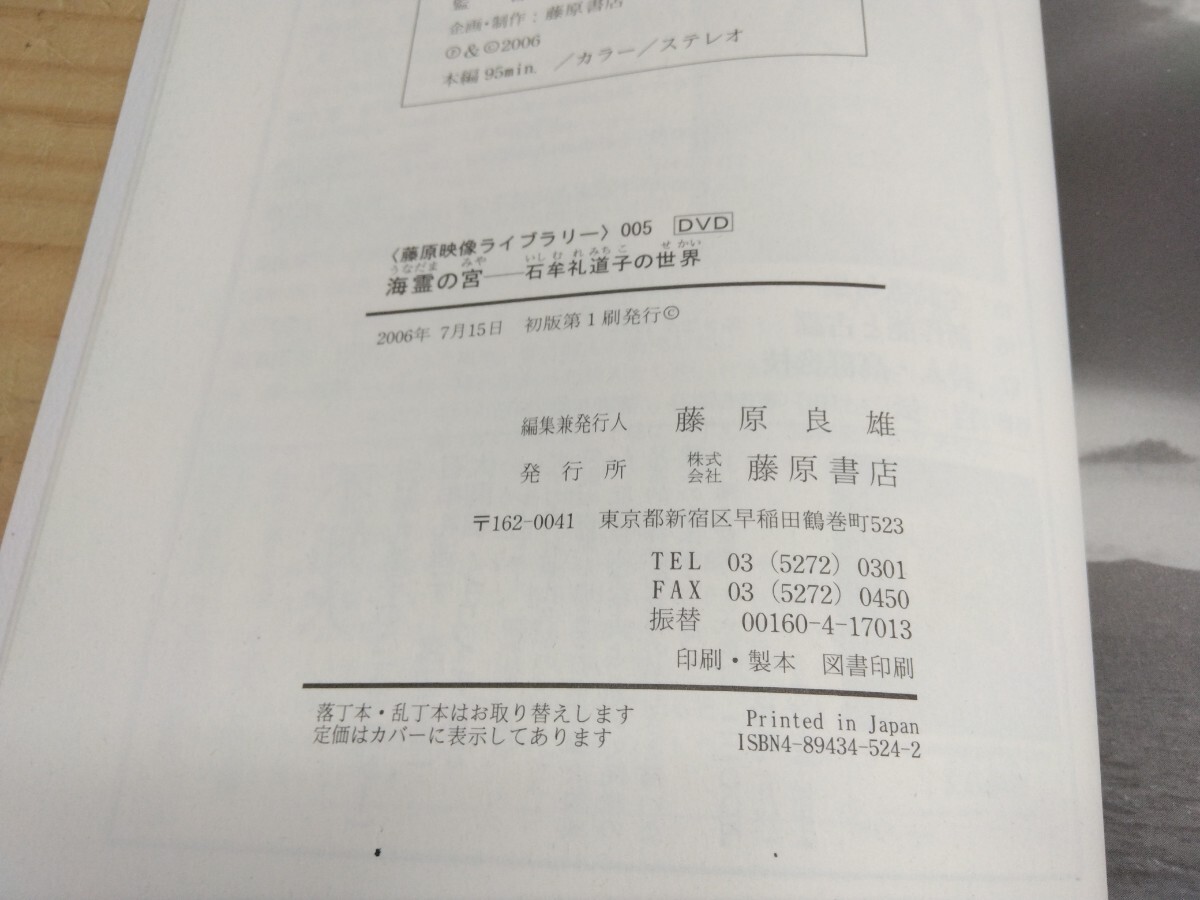 企画・制作：藤原書店
Ⓟ&©2006
本編95min. ／カラー／ステレオ
〈藤原映像ライブラリー〉005 DVD
うなだま みや いしむれみちこ せかい
海霊の宮――石牟礼道子の世界
2006年 7月15日 初版第1刷発行©
編集兼発行人 藤原良雄
発行所 株式会社 藤原書店
〒162-0041 東京都新宿区早稲田鶴巻町523
TEL 03 (5272) 0301
FAX 03 (5272) 0450
振替 00160-4-17013
印刷・製本 図書印刷
落丁本・乱丁本はお取り替えします
定価はカバーに表示してあります
Printed in Japan
ISBN4-89434-524-2